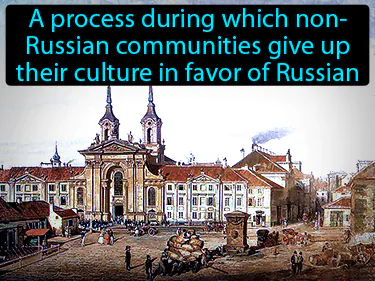 A process during which non-
Russian communities give up
their culture in favor of Russian